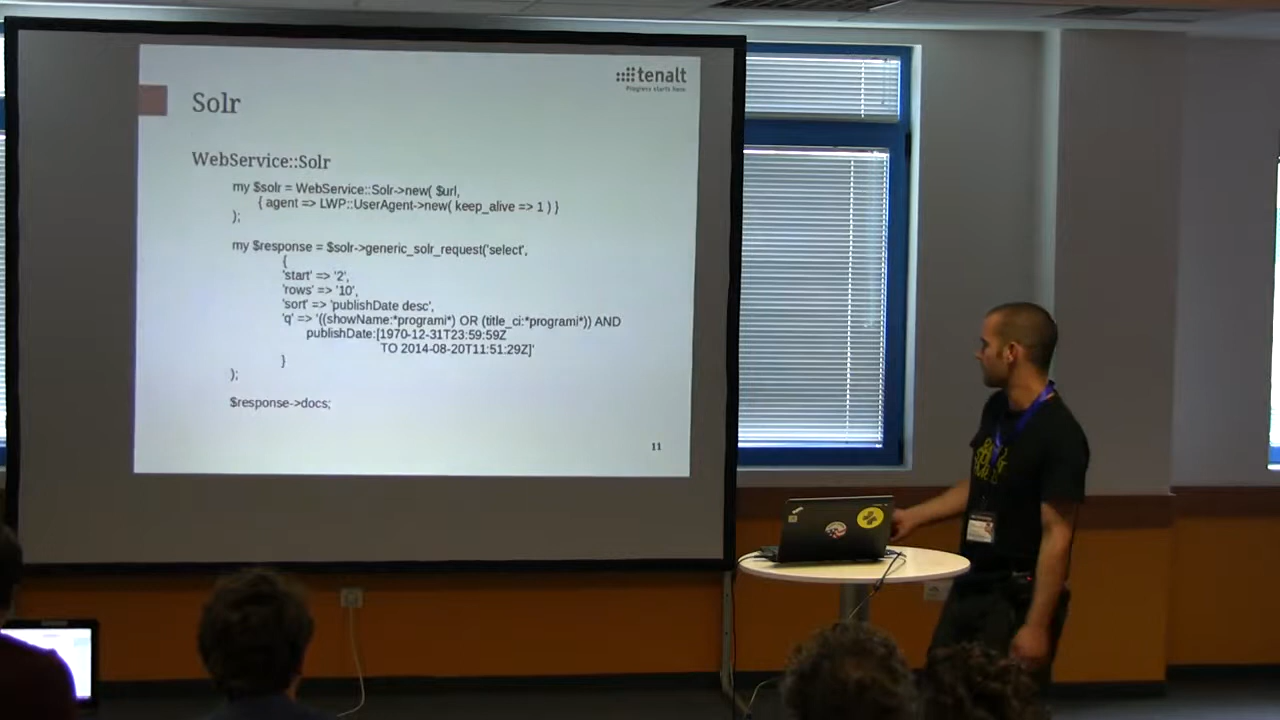 tenalt
Progress starts here
Solr
WebService::Solr
my $solr = WebService::Solr->new( $url,
{ agent => LWP::UserAgent->new( keep_alive => 1 ) }
);
my $response = $solr->generic_solr_request('select',
{
'start' => '2',
'rows' => '10',
'sort' => 'publishDate desc',
'q' => '((showName:*programi*) OR (title_ci:*programi*)) AND
publishDate:[1970-12-31T23:59:59Z
TO 2014-08-20T11:51:29Z]'
}
);
$response->docs;
11